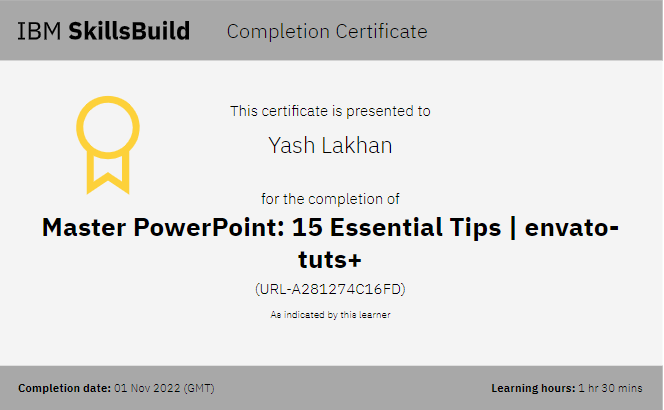 IBM SkillsBuild Completion Certificate
This certificate is presented to
Yash Lakhan
for the completion of
Master PowerPoint: 15 Essential Tips | envato-
tuts+
(URL-A281274C16FD)
As indicated by this learner
Completion date: 01 Nov 2022 (GMT) Learning hours: 1 hr 30 mins